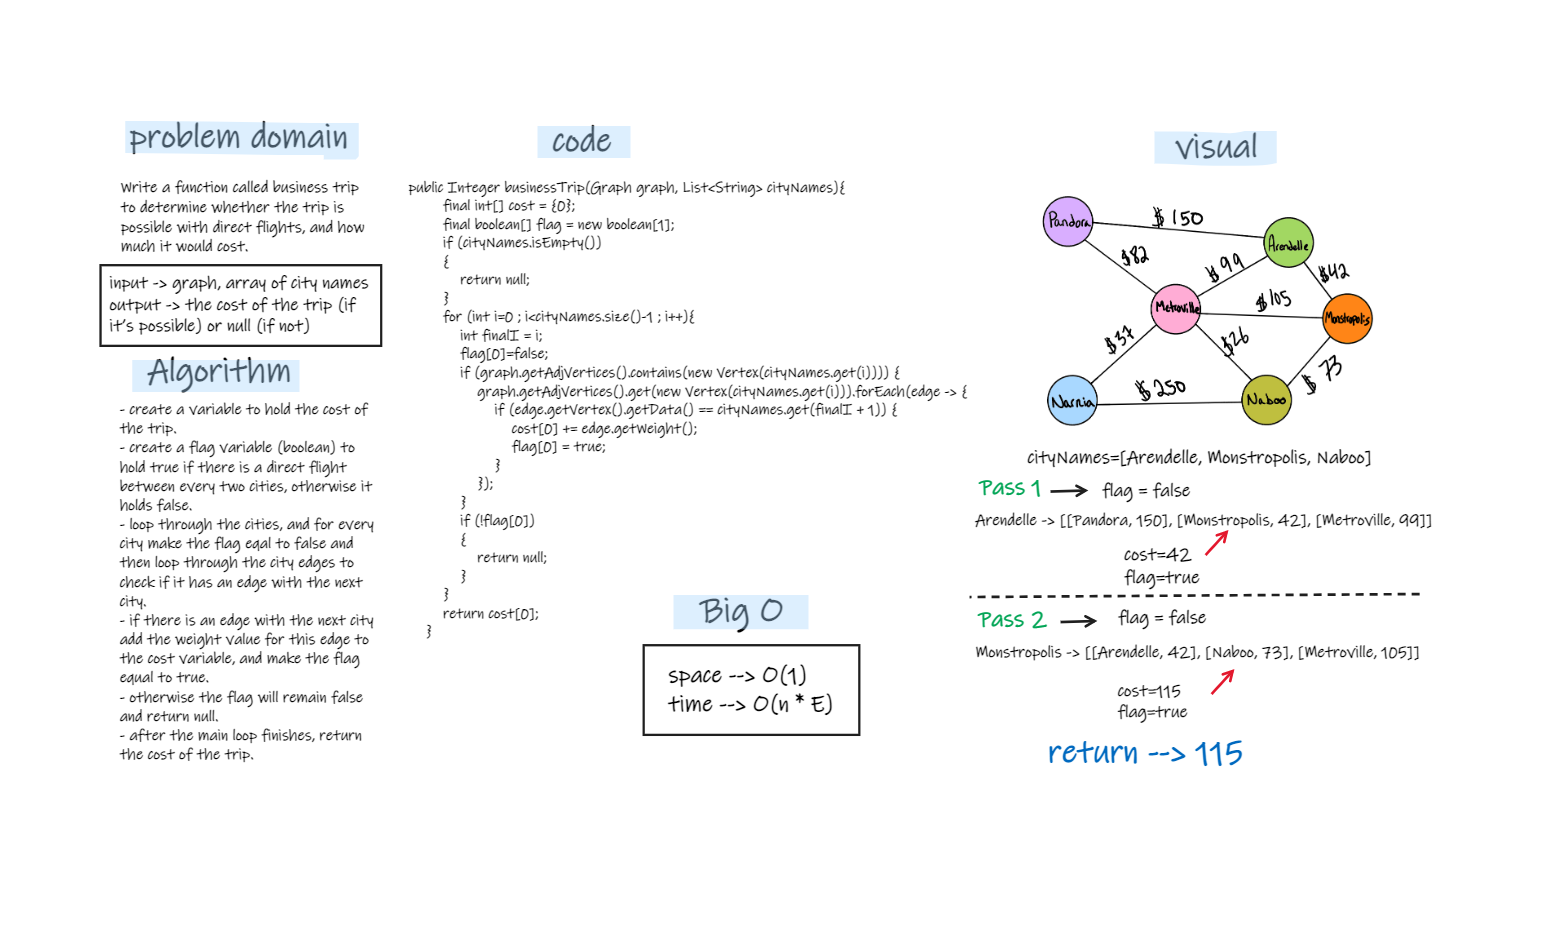 problem domain
Write a function called business trip
to determine whether the trip is
possible with direct flights, and how
much it would cost.
input -> graph, array of city names
output -> the cost of the trip (if
it's possible) or null (if not)
Algorithm
- create a variable to hold the cost of
the trip.
- create a flag variable (boolean) to
hold true if there is a direct flight
between every two cities, otherwise it
holds false.
- loop through the cities, and for every
city make the flag eqal to false and
then loop through the city edges to
check if it has an edge with the next
city.
- if there is an edge with the next city
add the weight value for this edge to
the cost variable, and make the flag
equal to true.
- otherwise the flag will remain false
and return null.
- after the main loop finishes, return
the cost of the trip.
code
public Integer businessTrip(Graph graph, List<String> cityNames){
final int[] cost = {0};
final boolean[] flag = new boolean[1];
if (cityNames.isEmpty())
{
return null;
}
for (int i=0 ; i<cityNames.size()-1 ; i++){
int finalI = i;
flag[0]=false;
if (graph.getAdjVertices().contains(new Vertex(cityNames.get(i)))) {
graph.getAdjVertices().get(new Vertex(cityNames.get(i))).forEach(edge -> {
if (edge.getVertex().getData() == cityNames.get(finalI + 1)) {
cost[0] += edge.getWeight();
flag[0] = true;
}
});
}
if (!flag[0])
{
return null;
}
}
return cost[0];
}
Big O
space --> O(1)
time --> O(n * E)
visual
Pandora
$150
Arendelle
$82
$99
$42
Metroville
$105
Monstropolis
$37
$26
$73
Narnia
$250
Naboo
cityNames=[Arendelle, Monstropolis, Naboo]
Pass 1
flag = false
Arendelle -> [[Pandora, 150], [Monstropolis, 42], [Metroville, 99]]
cost=42
flag=true
Pass 2
flag = false
Monstropolis -> [[Arendelle, 42], [Naboo, 73], [Metroville, 105]]
cost=115
flag=true
return --> 115